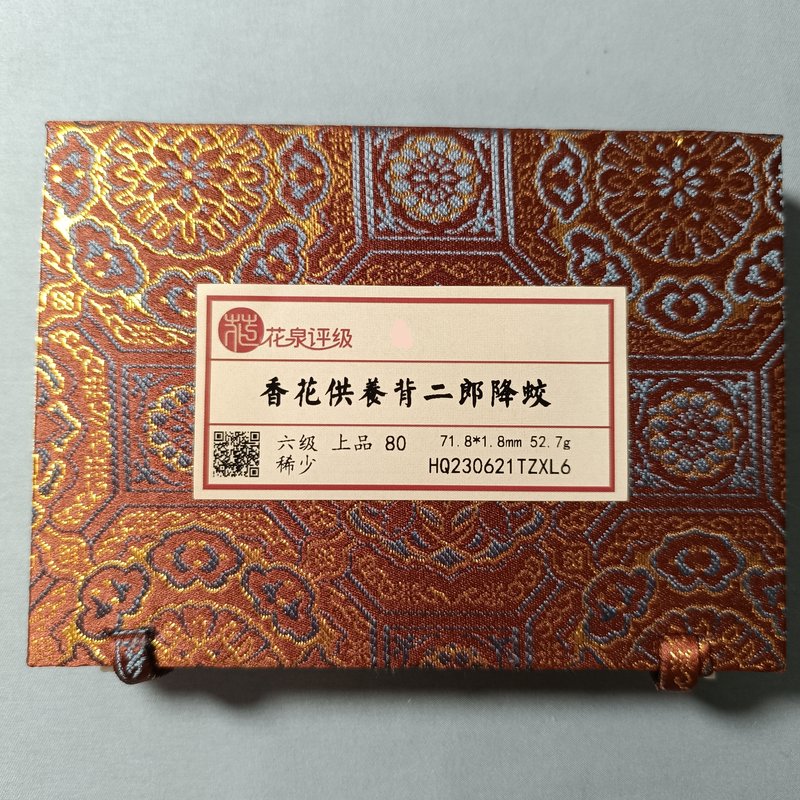 花泉评级
香花供養背二郎降蛟
六级 上品 80 71.8*1.8mm 52.7g
稀少 HQ230621TZXL6